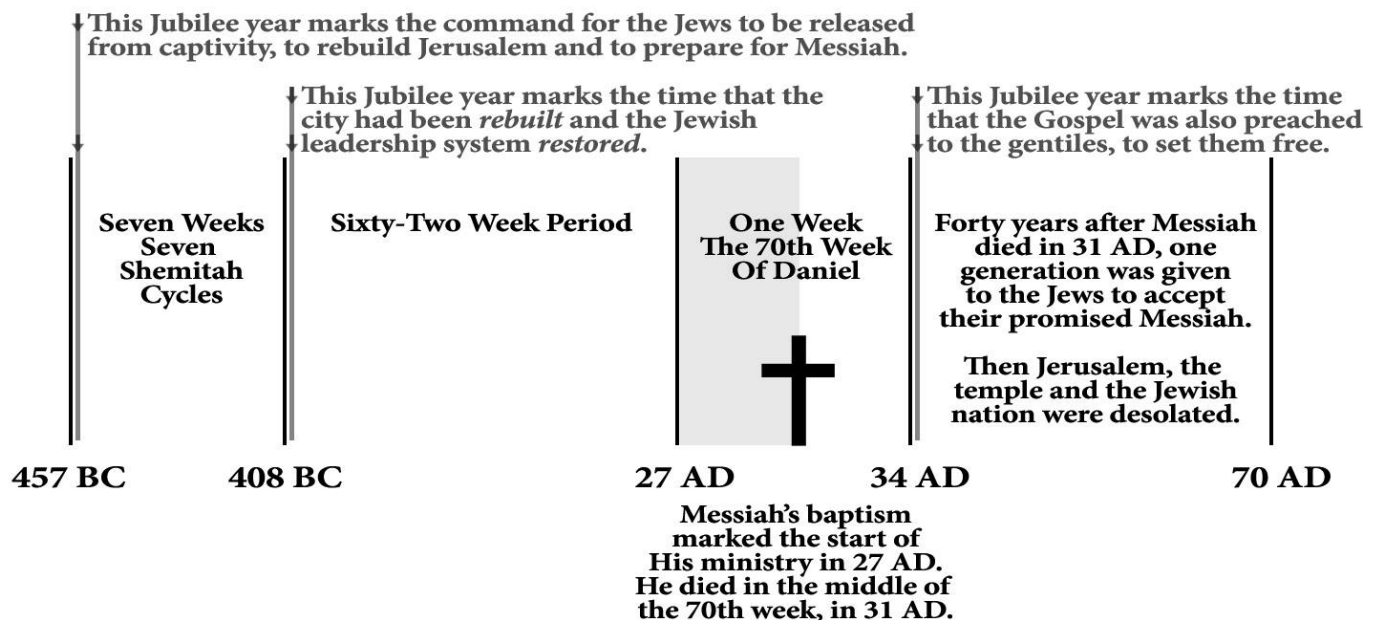 This Jubilee year marks the command for the Jews to be released
from captivity, to rebuild Jerusalem and to prepare for Messiah.
This Jubilee year marks the time that the
city had been rebuilt and the Jewish
leadership system restored.
This Jubilee year marks the time
that the Gospel was also preached
to the gentiles, to set them free.
Seven Weeks
Seven
Shemitah
Cycles
Sixty-Two Week Period
One Week
The 70th Week
Of Daniel
Forty years after Messiah
died in 31 AD, one
generation was given
to the Jews to accept
their promised Messiah.
Then Jerusalem, the
temple and the Jewish
nation were desolated.
457 BC
408 BC
27 AD
34 AD
70 AD
Messiah's baptism
marked the start of
His ministry in 27 AD.
He died in the middle of
the 70th week, in 31 AD.